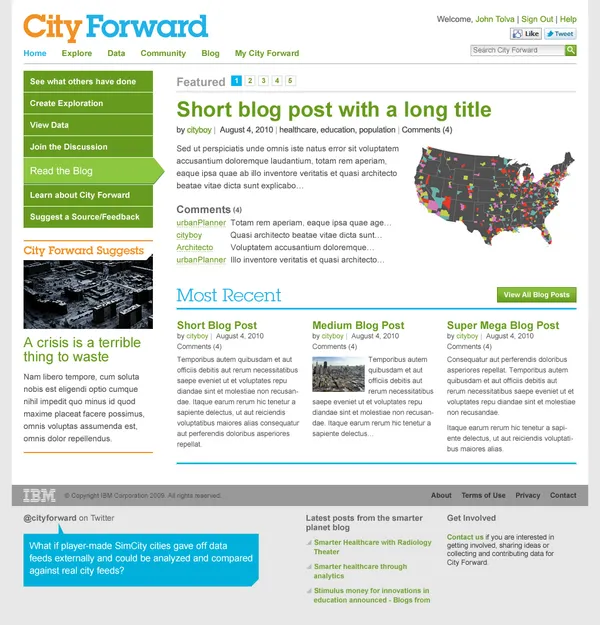 City Forward
Welcome, John Tolva | Sign Out | Help
Like
Tweet
Home Explore Data Community Blog My City Forward
Search City Forward
See what others have done
Create Exploration
View Data
Join the Discussion
Read the Blog
Learn about City Forward
Suggest a Source/Feedback
City Forward Suggests
A crisis is a terrible
thing to waste
Nam libero tempore, cum soluta
nobis est eligendi optio cumque
nihil impedit quo minus id quod
maxime placeat facere possimus,
omnis voluptas assumenda est,
omnis dolor repellendus.
Featured 1 2 3 4 5
Short blog post with a long title
by cityboy | August 4, 2010 | healthcare, education, population | Comments (4)
Sed ut perspiciatis unde omnis iste natus error sit voluptatem
accusantium doloremque laudantium, totam rem aperiam,
eaque ipsa quae ab illo inventore veritatis et quasi architecto
beatae vitae dicta sunt explicabo…
Comments (4)
urbanPlanner Totam rem aperiam, eaque ipsa quae age…
cityboy Quasi architecto beatae vitae dicta sunt…
Architecto Voluptatem accusantium doloremque…
urbanPlanner Illo inventore veritatis et quasi architecto…
Most Recent
View All Blog Posts
Short Blog Post
by cityboy | August 4, 2010
Comments (4)
Temporibus autem quibusdam et aut
officiis debitis aut rerum necessitatibus
saepe eveniet ut et voluptates repu
diandae sint et molestiae non recusan-
dae. Itaque earum rerum hic tenetur a
sapiente delectus, ut aut reiciendis
voluptatibus maiores alias consequatur
aut perferendis doloribus asperiores
repellat.
Medium Blog Post
by cityboy | August 4, 2010
Comments (4)
Temporibus autem
quibusdam et aut
officiis debitis aut
rerum necessitatibus
saepe eveniet ut et voluptates repu
diandae sint et molestiae non recusan-
dae. Itaque earum rerum hic tenetur a
sapiente delectus…
Super Mega Blog Post
by cityboy | August 4, 2010
Comments (4)
Consequatur aut perferendis doloribus
asperiores repellat, quibusdam et aut
officiis debitis aut rerum necessitatibus
saepe eveniet ut et voluptates repu
diandae sint et molestiae
non recusandae.
Itaque earum rerum hic tenetur a sapi-
ente delectus, ut aut reiciendis voluptati-
bus maiores alias.
IBM © Copyright IBM Corporation 2009. All rights reserved.
About Terms of Use Privacy Contact
@cityforward on Twitter
What if player-made SimCity cities gave off data
feeds externally and could be analyzed and compared
against real city feeds?
Latest posts from the smarter
planet blog
Smarter Healthcare with Radiology
Theater
Smarter healthcare through
analytics
Stimulus money for innovations in
education announced - Blogs from
Get Involved
Contact us if you are interested in
getting involved, sharing ideas or
collecting and contributing data for
City Forward.